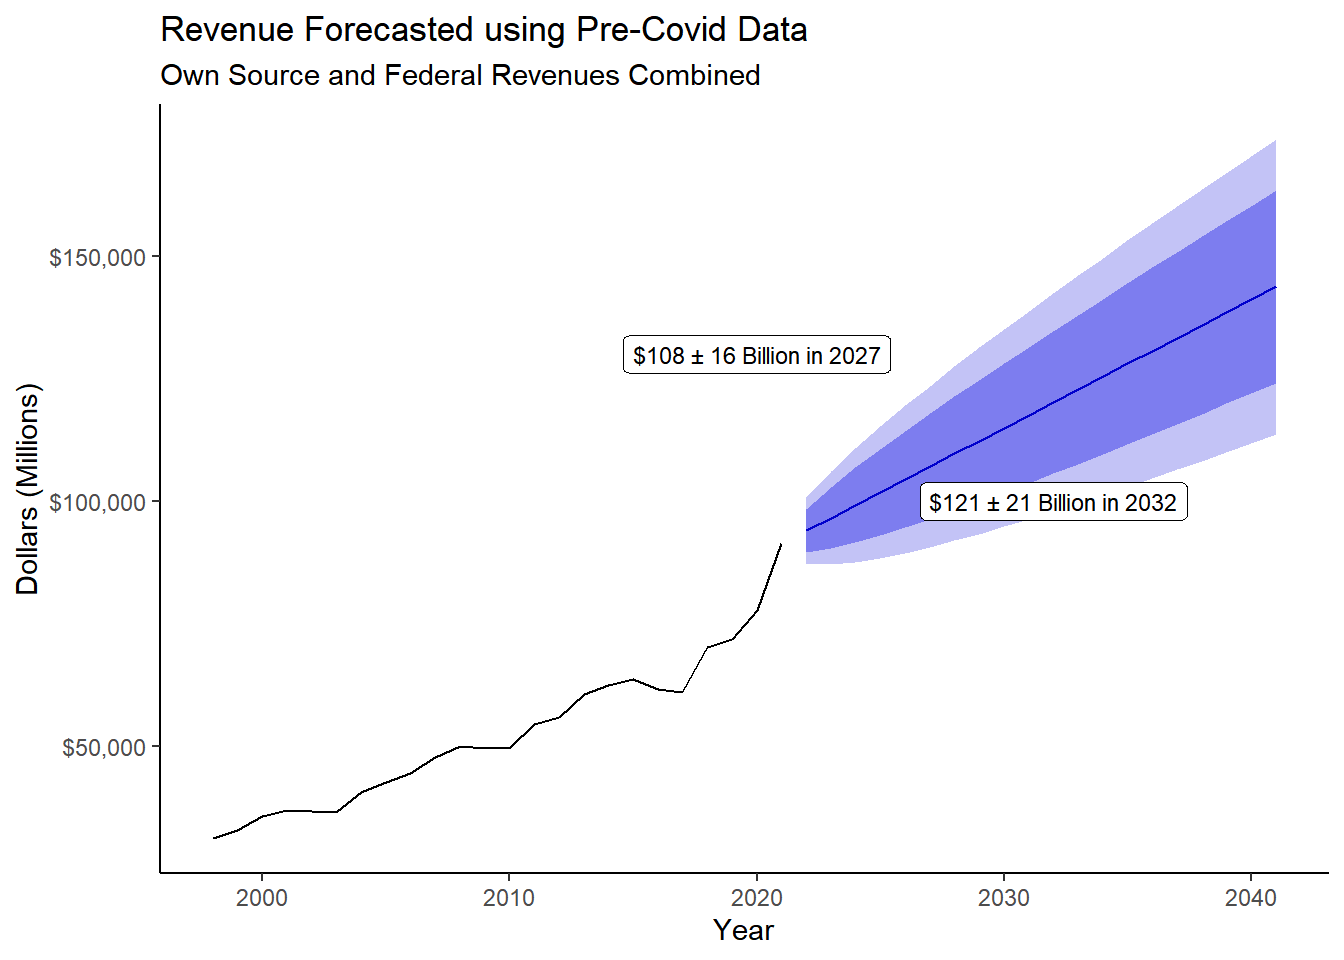 Revenue Forecasted using Pre-Covid Data
Own Source and Federal Revenues Combined
Dollars (Millions)
$150,000
$100,000
$50,000
$108 ± 16 Billion in 2027
$121 ± 21 Billion in 2032
2000
2010
2020
2030
2040
Year